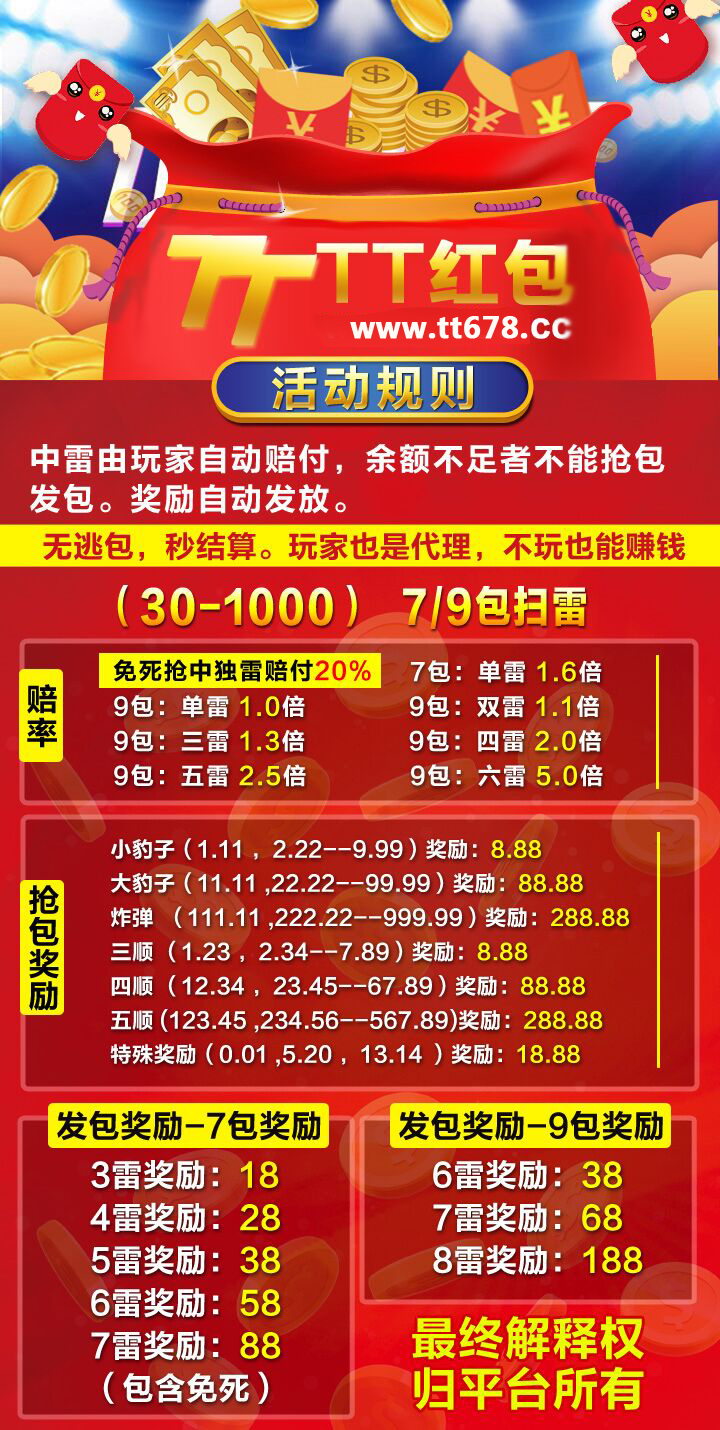 TT红包
www.tt678.cc
活动规则
中雷由玩家自动赔付，余额不足者不能抢包
发包。奖励自动发放。
无逃包，秒结算。玩家也是代理，不玩也能赚钱
（30-1000） 7/9包扫雷
赔率
免死抢中独雷赔付20% 7包：单雷 1.6倍
9包：单雷 1.0倍 9包：双雷 1.1倍
9包：三雷 1.3倍 9包：四雷 2.0倍
9包：五雷 2.5倍 9包：六雷 5.0倍
抢包奖励
小豹子（1.11 ，2.22--9.99）奖励：8.88
大豹子（11.11 ,22.22--99.99）奖励：88.88
炸弹 （111.11 ,222.22--999.99）奖励：288.88
三顺 （1.23 ，2.34--7.89）奖励：8.88
四顺 （12.34 ，23.45--67.89）奖励：88.88
五顺 (123.45 ,234.56--567.89)奖励：288.88
特殊奖励（0.01 ,5.20 ，13.14 ）奖励：18.88
发包奖励-7包奖励
3雷奖励：18
4雷奖励：28
5雷奖励：38
6雷奖励：58
7雷奖励：88
（包含免死）
发包奖励-9包奖励
6雷奖励：38
7雷奖励：68
8雷奖励：188
最终解释权
归平台所有